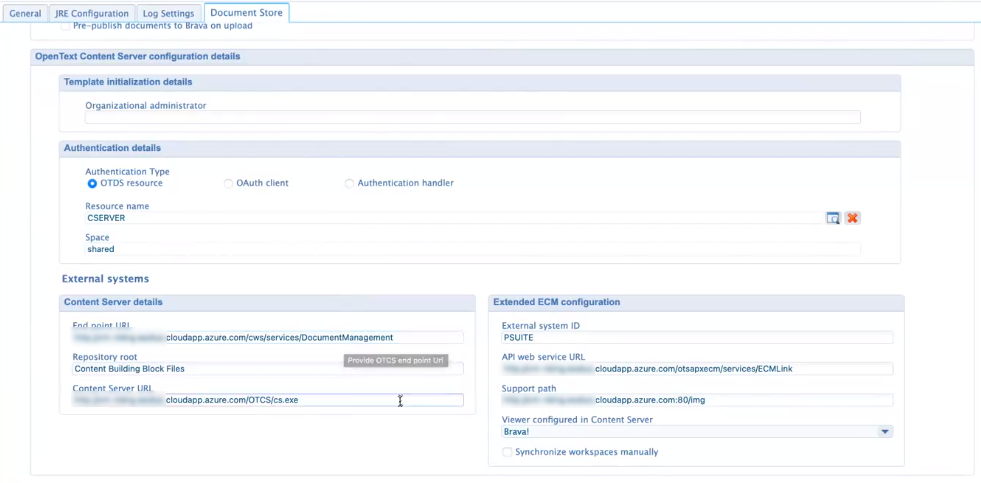 General
JRE Configuration
Log Settings
Document Store
Pre-publish documents to Brava on upload
OpenText Content Server configuration details
Template initialization details
Organizational administrator
Authentication details
Authentication Type
OTDS resource
OAuth client
Authentication handler
Resource name
CSERVER
Space
shared
External systems
Content Server details
End point URL
.cloudapp.azure.com/cws/services/DocumentManagement
Provide OTCS end point Url
Repository root
Content Building Block Files
Content Server URL
.cloudapp.azure.com/OTCS/cs.exe
Extended ECM configuration
External system ID
PSUITE
API web service URL
.cloudapp.azure.com/otsapxecm/services/ECMLink
Support path
.cloudapp.azure.com:80/img
Viewer configured in Content Server
Brava!
Synchronize workspaces manually